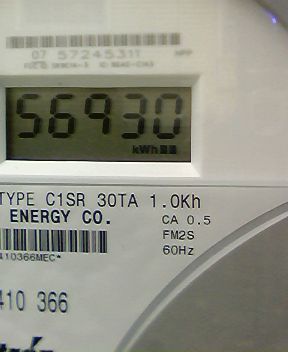 07 57245311
56930
kWh
TYPE C1SR 30TA 1.0Kh
ENERGY CO.
CA 0.5
FM2S
60Hz
410366MEC*
410 366